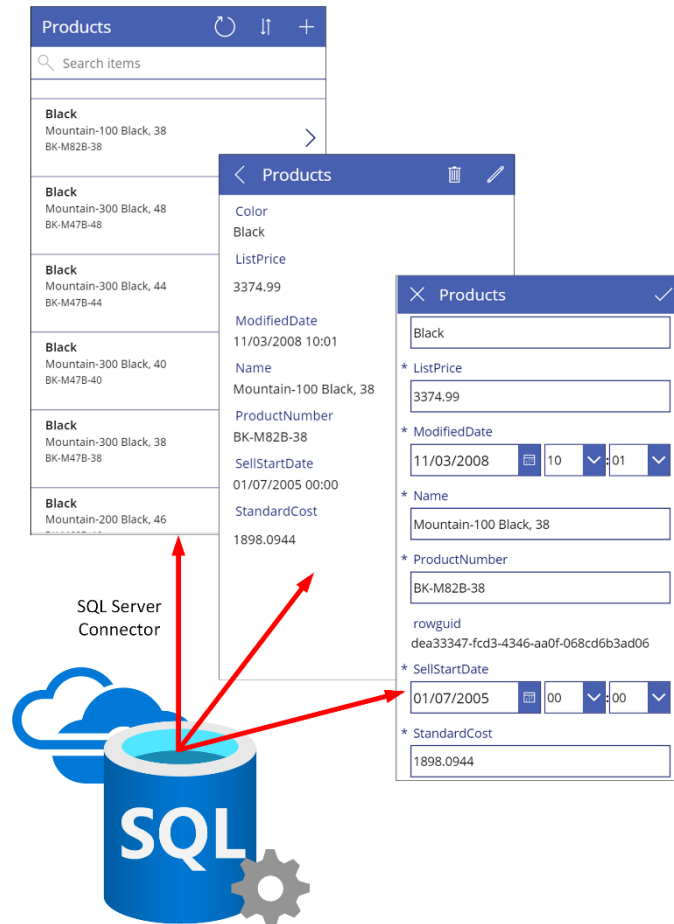 Products
Search items
Black
Mountain-100 Black, 38
BK-M82B-38
Black
Mountain-300 Black, 48
BK-M47B-48
Black
Mountain-300 Black, 44
BK-M47B-44
Black
Mountain-300 Black, 40
BK-M47B-40
Black
Mountain-300 Black, 38
BK-M47B-38
Black
Mountain-200 Black, 46
Products
Color
Black
ListPrice
3374.99
ModifiedDate
11/03/2008 10:01
Name
Mountain-100 Black, 38
ProductNumber
BK-M82B-38
SellStartDate
01/07/2005 00:00
StandardCost
1898.0944
Products
Black
* ListPrice
3374.99
* ModifiedDate
11/03/2008 10 : 01
* Name
Mountain-100 Black, 38
* ProductNumber
BK-M82B-38
rowguid
dea33347-fcd3-4346-aa0f-068cd6b3ad06
* SellStartDate
01/07/2005 00 : 00
* StandardCost
1898.0944
SQL Server
Connector
SQL